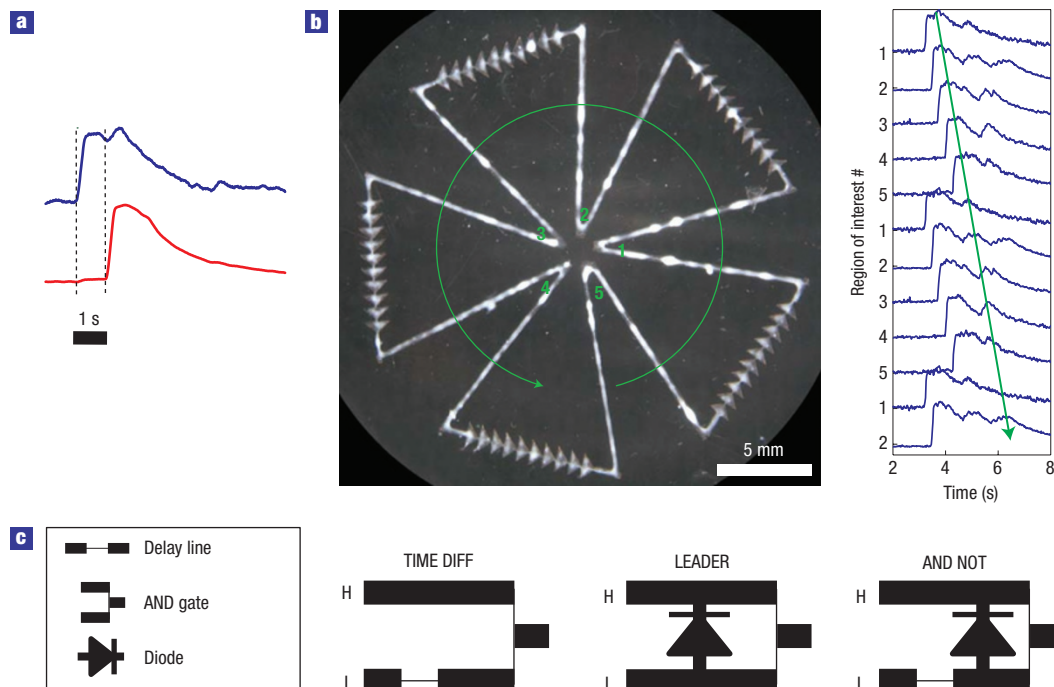 a
1 s
b
1
2
3
4
5
5 mm
Region of interest #
1
2
3
4
5
1
2
3
4
5
1
2
2 4 6 8
Time (s)
c
Delay line
AND gate
Diode
TIME DIFF
H
LEADER
H
AND NOT
H